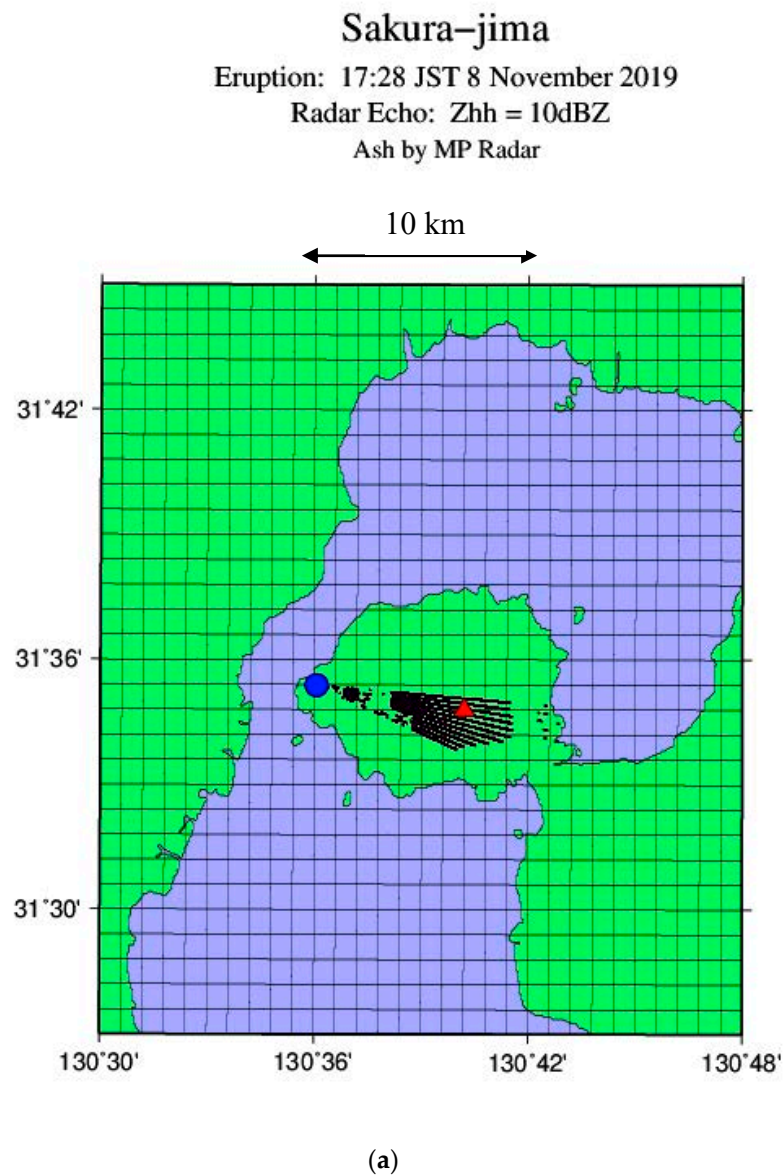 Sakura–jima
Eruption: 17:28 JST 8 November 2019
Radar Echo: Zhh = 10dBZ
Ash by MP Radar
10 km
31˚42'
31˚36'
31˚30'
130˚30' 130˚36' 130˚42' 130˚48'
(a)